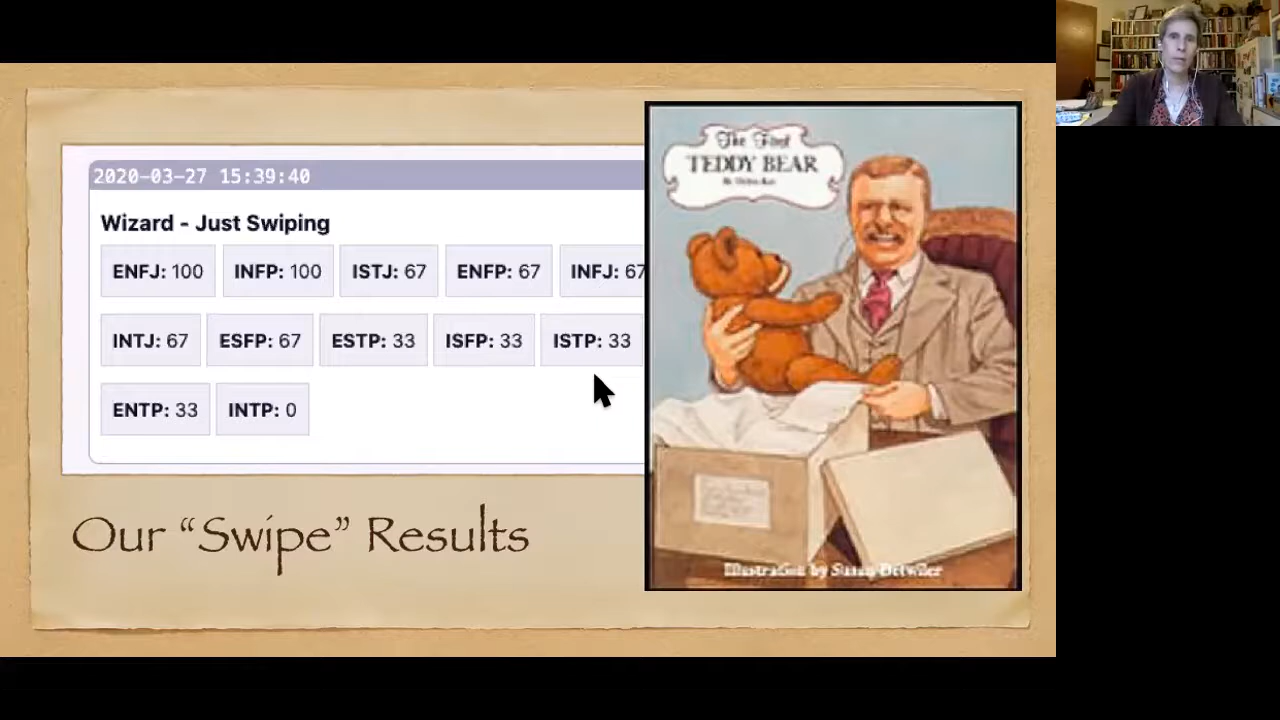 2020-03-27 15:39:40
Wizard - Just Swiping
ENFJ: 100 INFP: 100 ISTJ: 67 ENFP: 67 INFJ: 67
INTJ: 67 ESFP: 67 ESTP: 33 ISFP: 33 ISTP: 33
ENTP: 33 INTP: 0
Our “Swipe” Results
The First
TEDDY BEAR
Illustration by Susan Detwiler